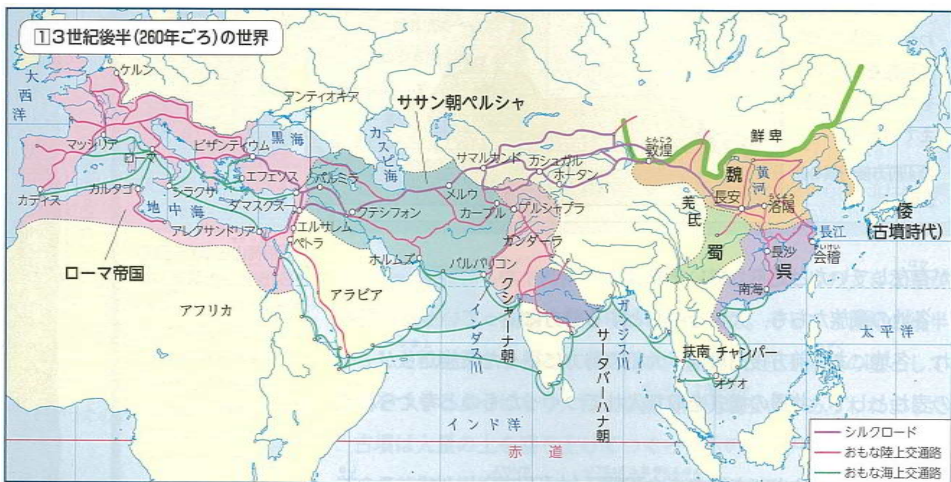 ①3世紀後半(260年ごろ)の世界
大西洋
ケルン
アンティオキア
ササン朝ペルシャ
黒海
カスピ海
マッシリア
ローマ
ビザンティウム
サマルカンド
カシュガル
ホータン
とんこう
敦煌
鮮卑
カディス
カルタゴ
シラクサ
エフェソス
パルミラ
メルウ
魏
黄河
地中海
ダマスクス
クテシフォン
カーブル
プルシャプラ
羌氐
長安
らくよう
洛陽
倭
(古墳時代)
アレクサンドリア
エルサレム
ペトラ
ガンダーラ
蜀
長江
かいけい
会稽
ローマ帝国
ホルムズ
バルバリコン
長沙
呉
南海
アフリカ
アラビア
クシャーナ朝
インダス川
サータバーハナ朝
ガンジス川
扶南
チャンパー
オケオ
太平洋
インド洋
赤道
シルクロード
おもな陸上交通路
おもな海上交通路